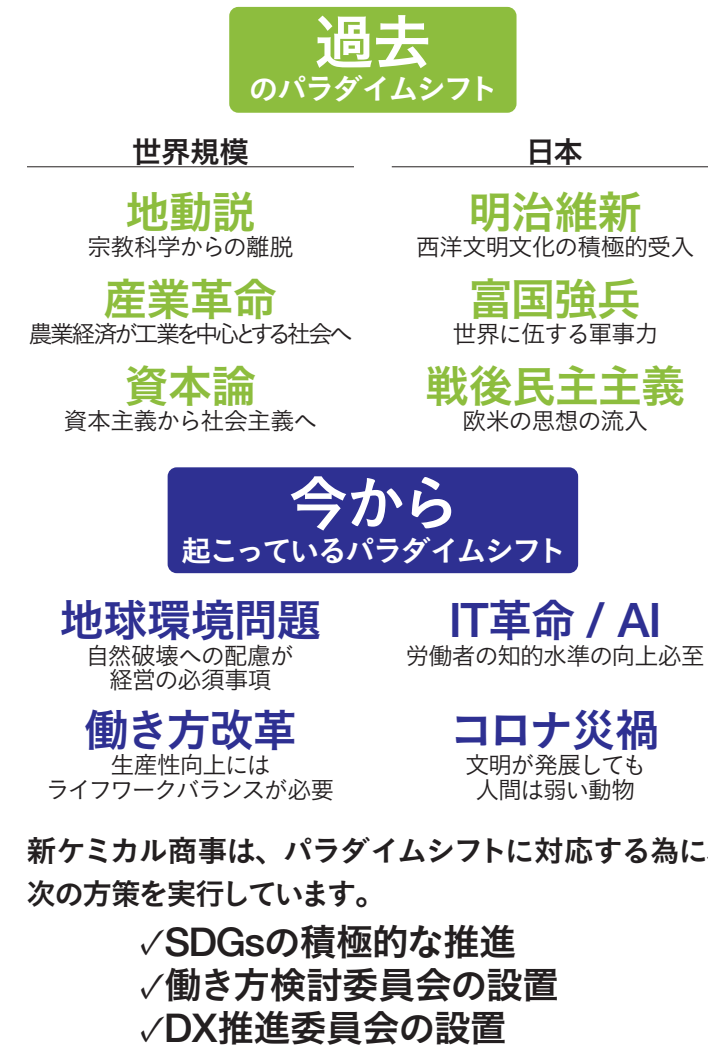 過去
のパラダイムシフト
世界規模
地動説
宗教科学からの離脱
産業革命
農業経済が工業を中心とする社会へ
資本論
資本主義から社会主義へ
日本
明治維新
西洋文明文化の積極的受入
富国強兵
世界に伍する軍事力
戦後民主主義
欧米の思想の流入
今から
起こっているパラダイムシフト
地球環境問題
自然破壊への配慮が
経営の必須事項
IT革命 / AI
労働者の知的水準の向上必至
働き方改革
生産性向上には
ライフワークバランスが必要
コロナ災禍
文明が発展しても
人間は弱い動物
新ケミカル商事は、パラダイムシフトに対応する為に、
次の方策を実行しています。
✓SDGsの積極的な推進
✓働き方検討委員会の設置
✓DX推進委員会の設置